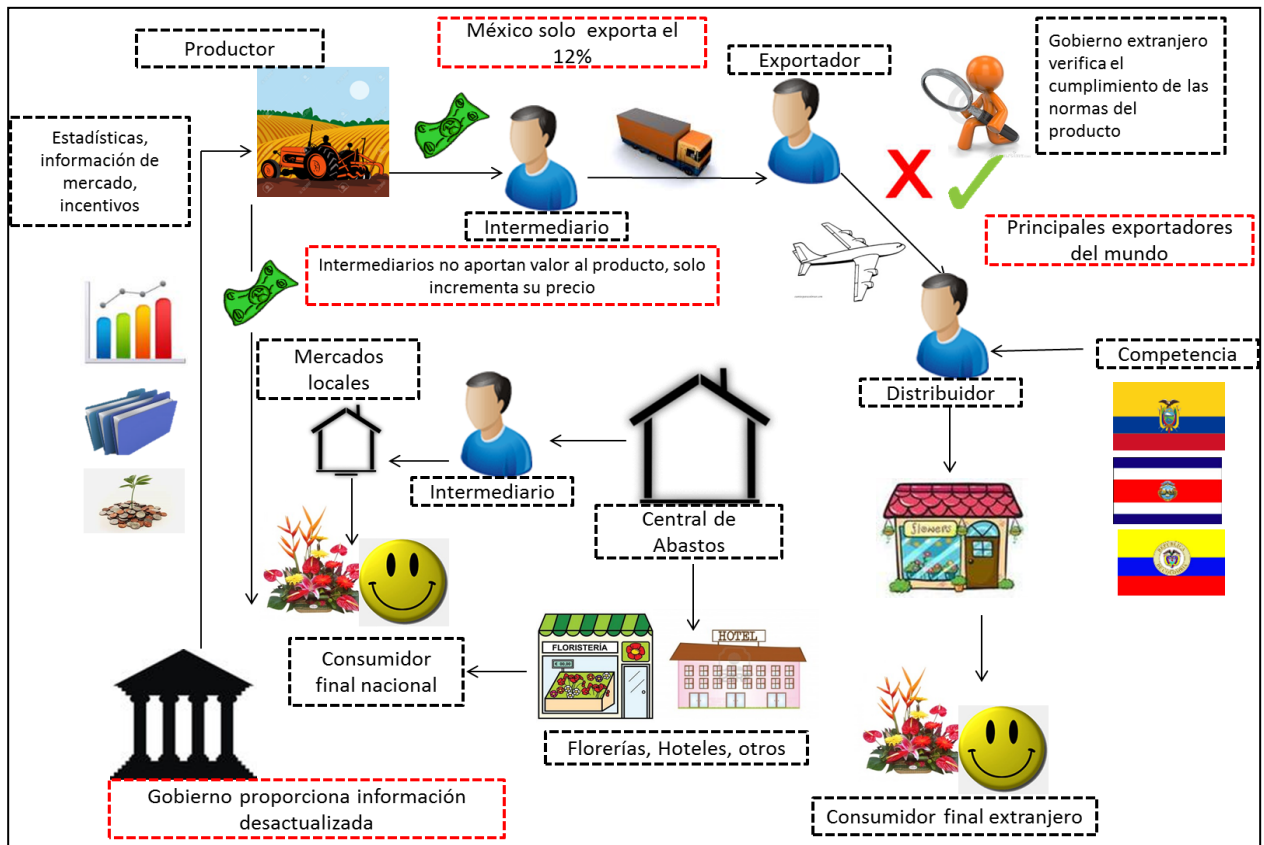 Productor
México solo exporta el
12%
Exportador
Gobierno extranjero
verifica el
cumplimiento de las
normas del
producto
Estadísticas,
información de
mercado,
incentivos
Intermediario
Principales exportadores
del mundo
Intermediarios no aportan valor al producto, solo
incrementa su precio
Mercados
locales
Competencia
Distribuidor
Intermediario
Central de
Abastos
flowers
Consumidor
final nacional
FLORISTERÍA
HOTEL
Florerías, Hoteles, otros
Gobierno proporciona información
desactualizada
Consumidor final extranjero